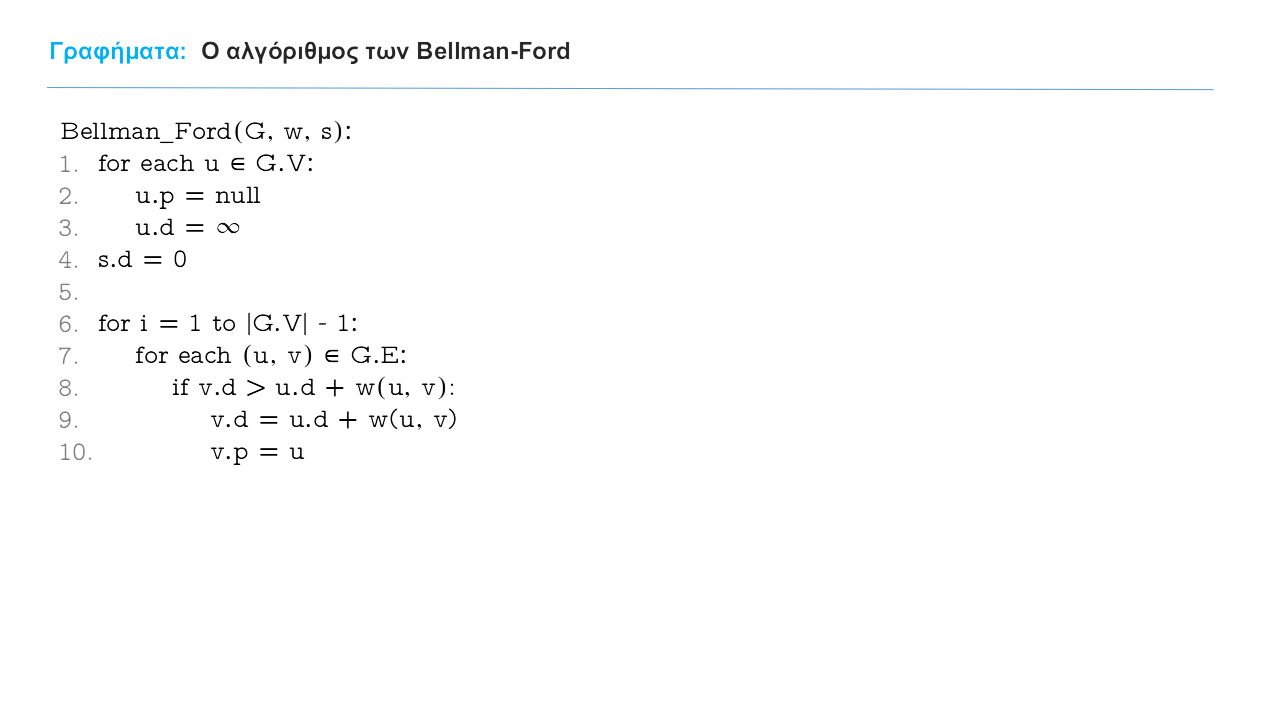 Γραφήματα: Ο αλγόριθμος των Bellman-Ford
Bellman_Ford(G, w, s):
1. for each u ∈ G.V:
2. u.p = null
3. u.d = ∞
4. s.d = 0
5.
6. for i = 1 to |G.V| - 1:
7. for each (u, v) ∈ G.E:
8. if v.d > u.d + w(u, v):
9. v.d = u.d + w(u, v)
10. v.p = u